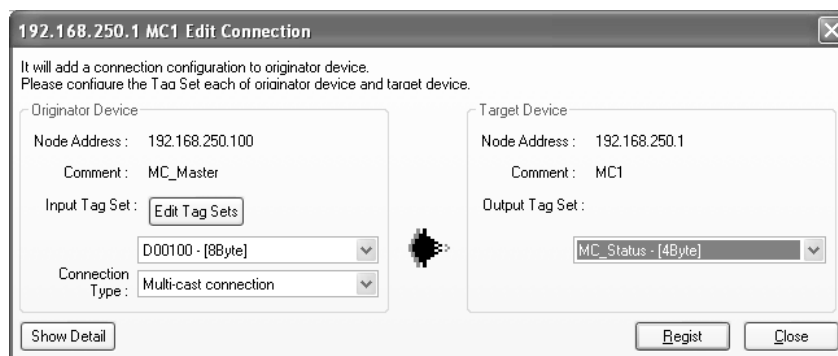 192.168.250.1 MC1 Edit Connection
It will add a connection configuration to originator device.
Please configure the Tag Set each of originator device and target device.
Originator Device
Node Address : 192.168.250.100
Comment : MC_Master
Input Tag Set : Edit Tag Sets
D00100 - [8Byte]
Connection Type : Multi-cast connection
Target Device
Node Address : 192.168.250.1
Comment : MC1
Output Tag Set :
MC_Status - [4Byte]
Show Detail
Regist
Close